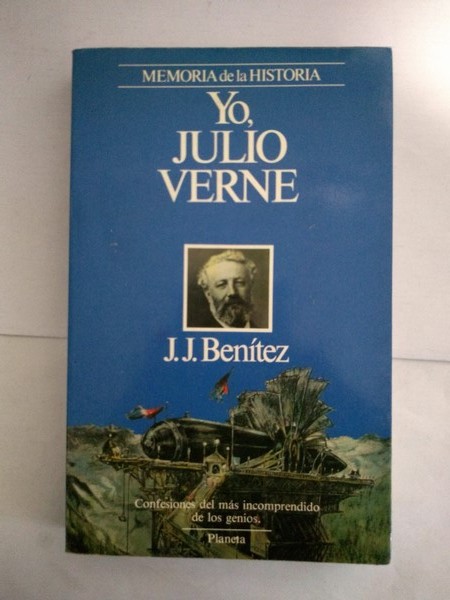 MEMORIA de la HISTORIA
Yo,
JULIO
VERNE
J. J. Benítez
Confesiones del más incomprendido
de los genios.
Planeta